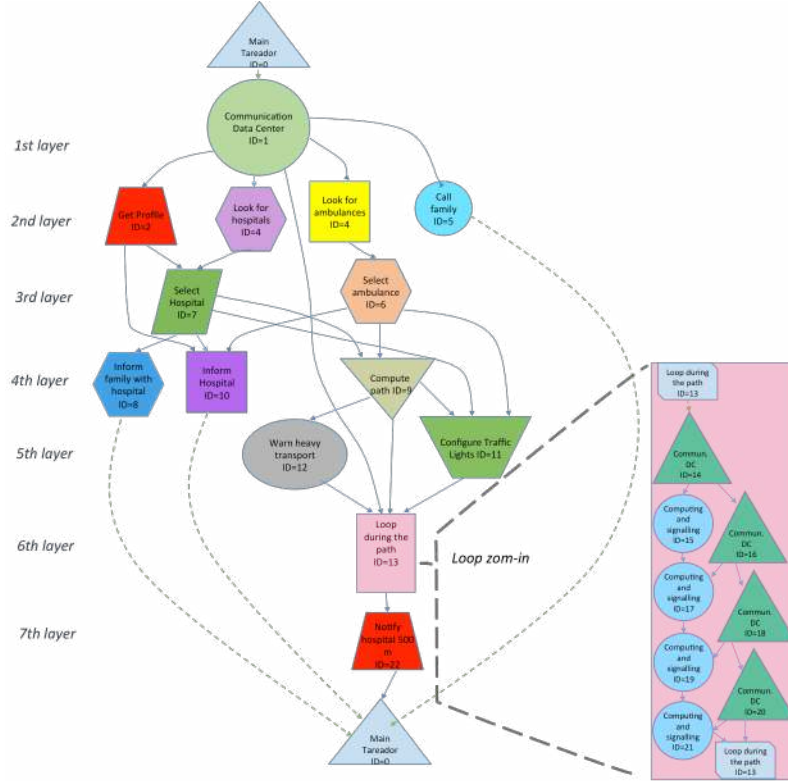 Main
Tareador
ID=0
Communication
Data Center
ID=1
1st layer
2nd layer
Get Profile
ID=2
Look for
hospitals
ID=4
Look for
ambulances
ID=4
Call
family
ID=5
3rd layer
Select
Hospital
ID=7
Select
ambulance
ID=6
4th layer
Inform
family with
hospital
ID=8
Inform
Hospital
ID=10
Compute
path ID=9
5th layer
Warn heavy
transport
ID=12
Configure Traffic
Lights ID=11
6th layer
Loop
during the
path
ID=13
Loop zom-in
7th layer
Notify
hospital 500
m
ID=22
Main
Tareador
ID=0
Loop during
the path
ID=13
Commun.
DC
ID=14
Computing
and
signalling
ID=15
Commun.
DC
ID=16
Computing
and
signalling
ID=17
Commun.
DC
ID=18
Computing
and
signalling
ID=19
Commun.
DC
ID=20
Computing
and
signalling
ID=21
Loop during
the path
ID=13